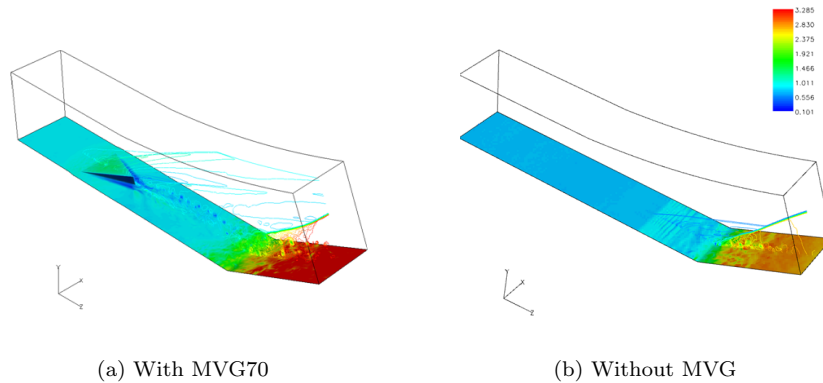 3.285
2.830
2.375
1.921
1.466
1.011
0.556
0.101
Y
X
Z
Y
X
Z
(a) With MVG70
(b) Without MVG